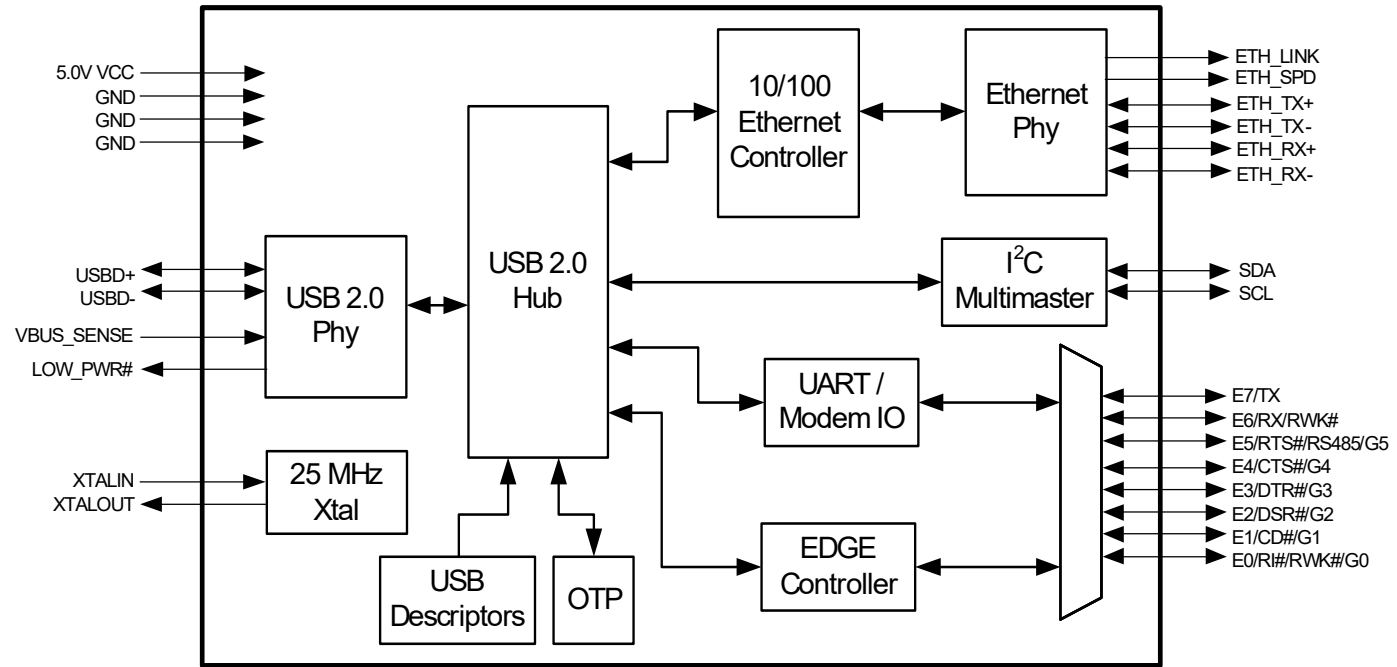 5.0V VCC
GND
GND
GND
USBD+
USBD-
VBUS_SENSE
LOW_PWR#
XTALIN
XTALOUT
USB 2.0
Phy
25 MHz
Xtal
USB 2.0
Hub
USB
Descriptors
OTP
10/100
Ethernet
Controller
Ethernet
Phy
I²C
Multimaster
UART /
Modem IO
EDGE
Controller
ETH_LINK
ETH_SPD
ETH_TX+
ETH_TX-
ETH_RX+
ETH_RX-
SDA
SCL
E7/TX
E6/RX/RWK#
E5/RTS#/RS485/G5
E4/CTS#/G4
E3/DTR#/G3
E2/DSR#/G2
E1/CD#/G1
E0/RI#/RWK#/G0